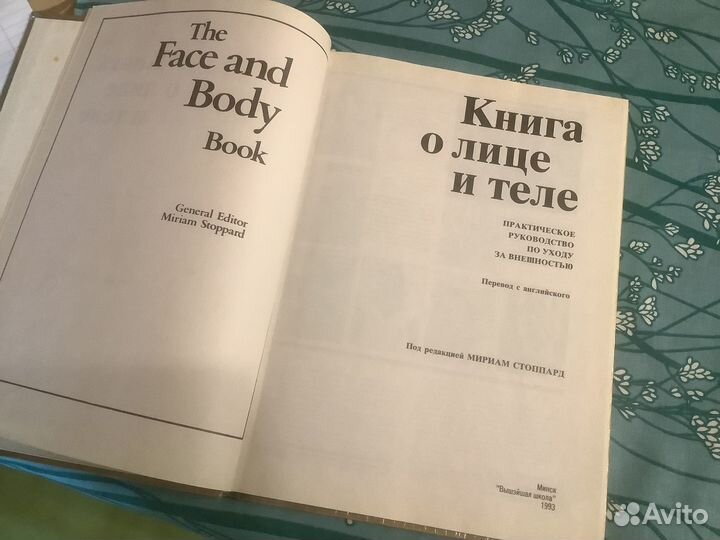 The
Face and
Body
Book
General Editor
Miriam Stoppard
Книга
о лице
и теле
ПРАКТИЧЕСКОЕ
РУКОВОДСТВО
ПО УХОДУ
ЗА ВНЕШНОСТЬЮ
Перевод с английского
Под редакцией МИРИАМ СТОППАРД
Минск
"Вышэйшая школа"
1993
Avito